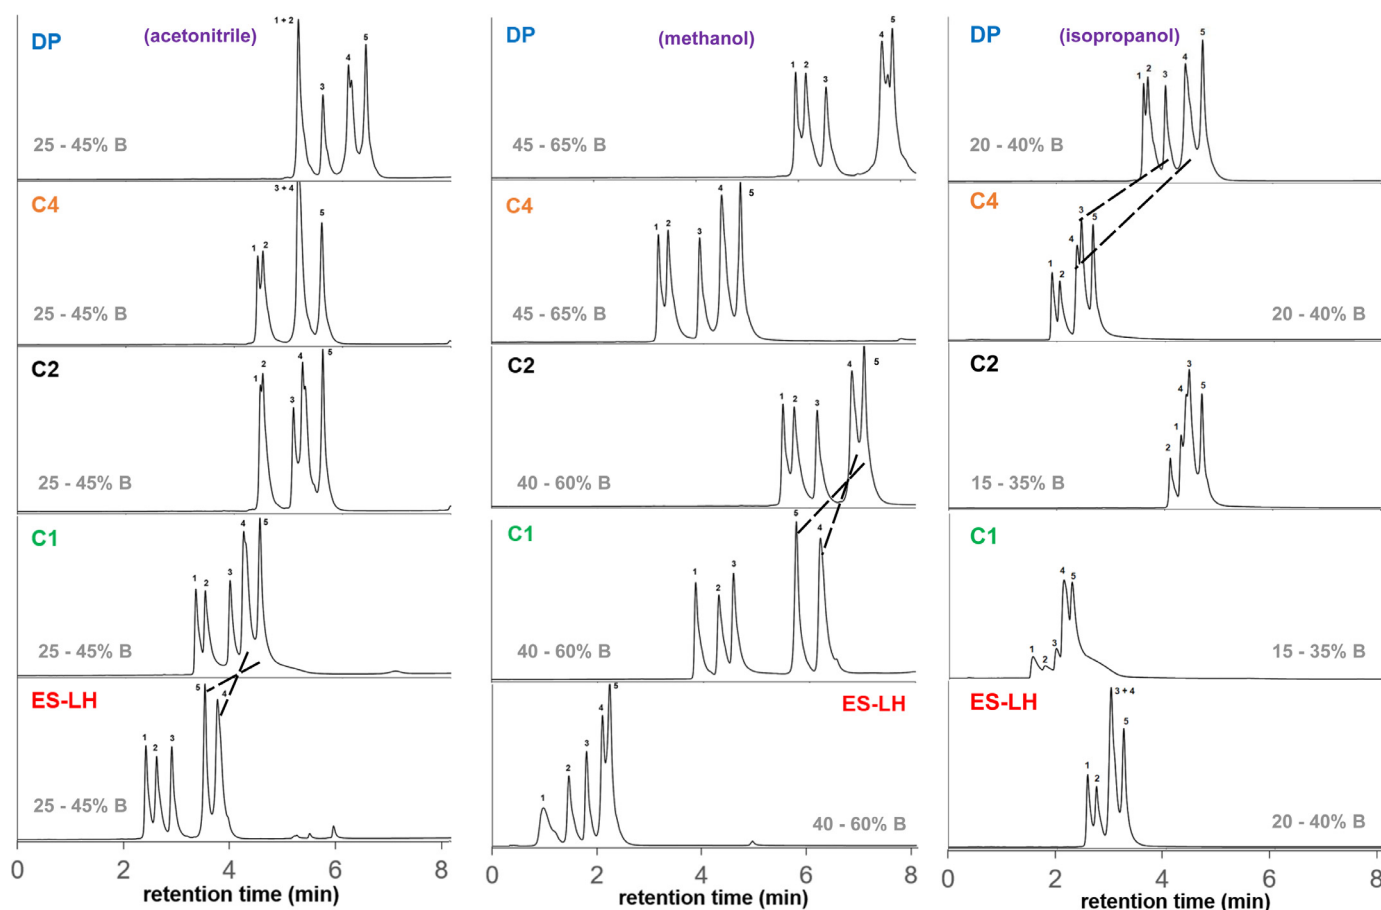 DP
(acetonitrile)
1 + 2
3
4
5
25 - 45% B
C4
1
2
3 + 4
5
25 - 45% B
C2
1
2
3
4
5
25 - 45% B
C1
1
2
3
4
5
25 - 45% B
ES-LH
1
2
3
5
4
25 - 45% B
0 2 4 6 8
retention time (min)
DP
(methanol)
1
2
3
4
5
45 - 65% B
C4
1
2
3
4
5
45 - 65% B
C2
1
2
3
4
5
40 - 60% B
C1
1
2
3
5
4
40 - 60% B
ES-LH
1
2
3
4
5
40 - 60% B
0 2 4 6 8
retention time (min)
DP
(isopropanol)
1
2
3
4
5
20 - 40% B
C4
1
2
4
3
5
20 - 40% B
C2
2
1
4
3
5
15 - 35% B
C1
1
2
3
4
5
15 - 35% B
ES-LH
1
2
3 + 4
5
20 - 40% B
0 2 4 6 8
retention time (min)